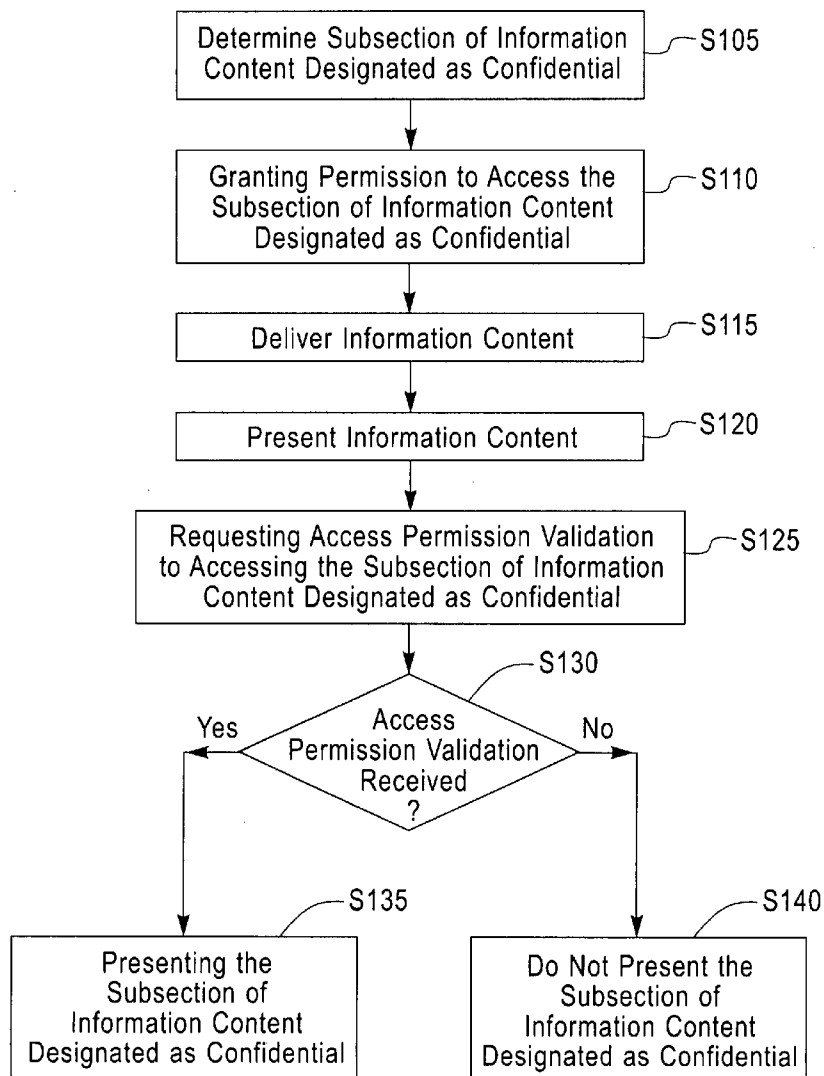 Determine Subsection of Information
Content Designated as Confidential
S105
Granting Permission to Access the
Subsection of Information Content
Designated as Confidential
S110
Deliver Information Content
S115
Present Information Content
S120
Requesting Access Permission Validation
to Accessing the Subsection of Information
Content Designated as Confidential
S125
S130
Yes
Access
Permission Validation
Received
?
No
S135
Presenting the
Subsection of
Information Content
Designated as Confidential
S140
Do Not Present the
Subsection of
Information Content
Designated as Confidential